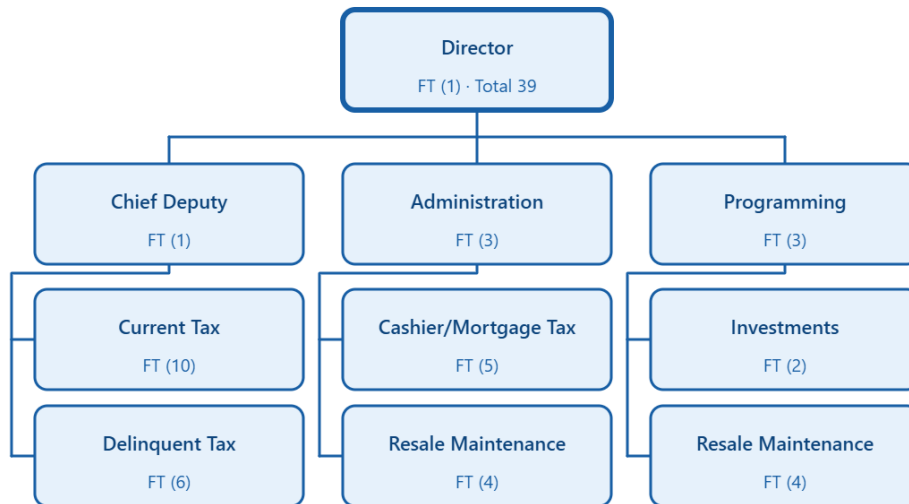 Director
FT (1) · Total 39
Chief Deputy
FT (1)
Administration
FT (3)
Programming
FT (3)
Current Tax
FT (10)
Cashier/Mortgage Tax
FT (5)
Investments
FT (2)
Delinquent Tax
FT (6)
Resale Maintenance
FT (4)
Resale Maintenance
FT (4)